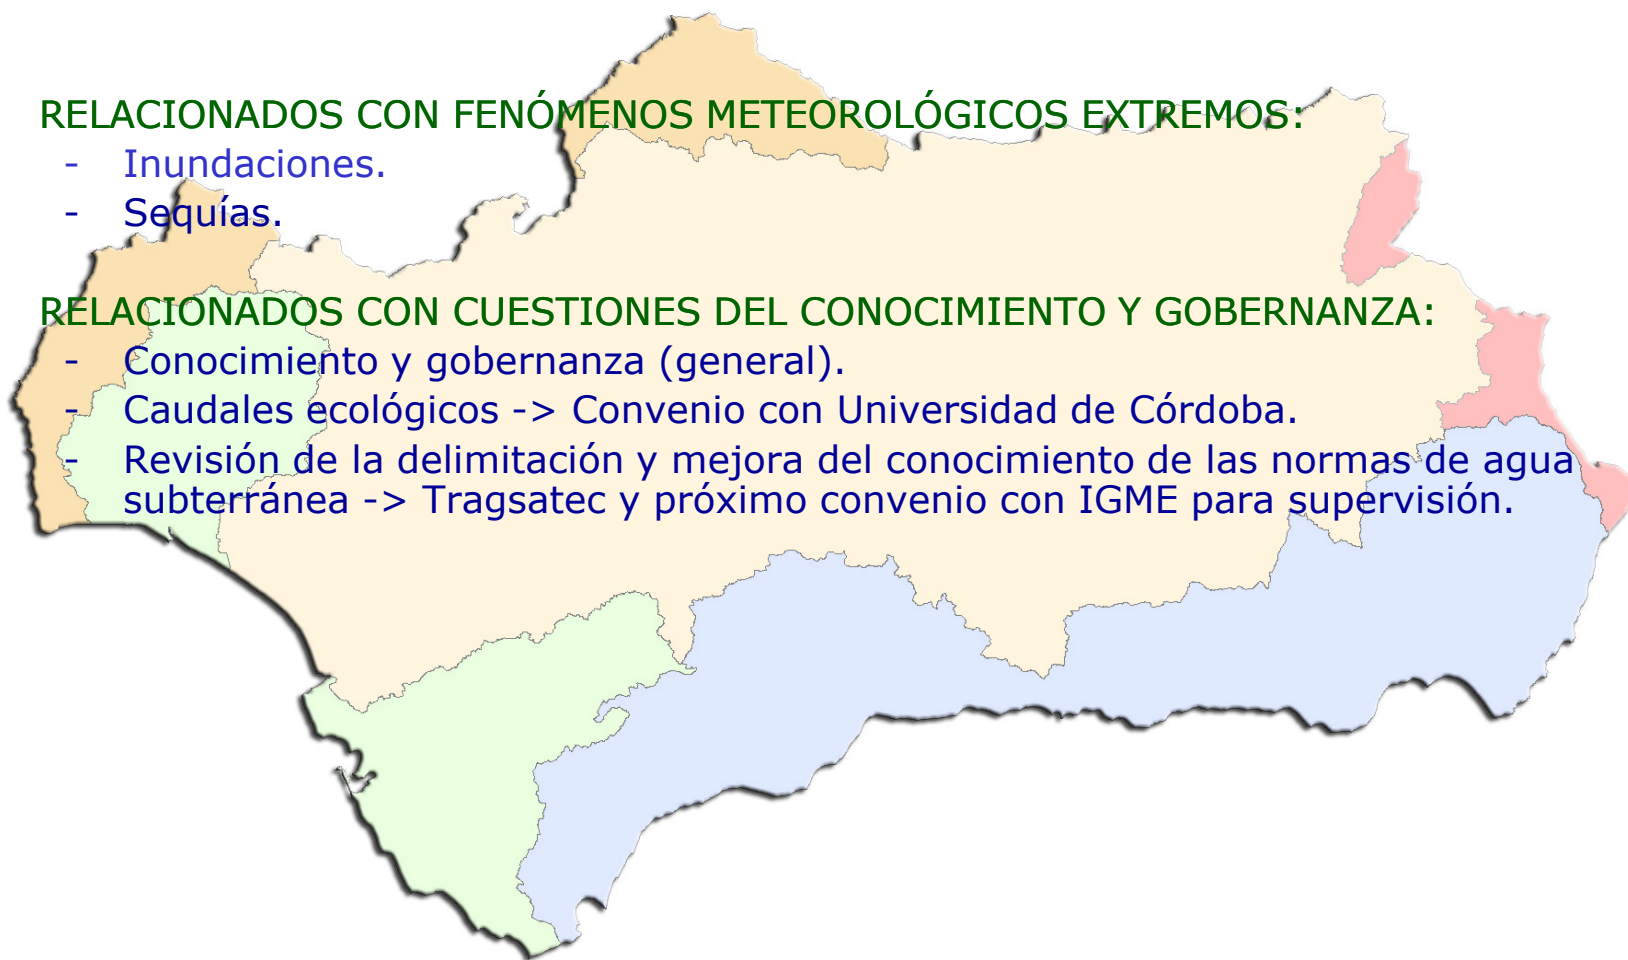 RELACIONADOS CON FENÓMENOS METEOROLÓGICOS EXTREMOS:
- Inundaciones.
- Sequías.
RELACIONADOS CON CUESTIONES DEL CONOCIMIENTO Y GOBERNANZA:
- Conocimiento y gobernanza (general).
- Caudales ecológicos -> Convenio con Universidad de Córdoba.
- Revisión de la delimitación y mejora del conocimiento de las normas de agua
subterránea -> Tragsatec y próximo convenio con IGME para supervisión.